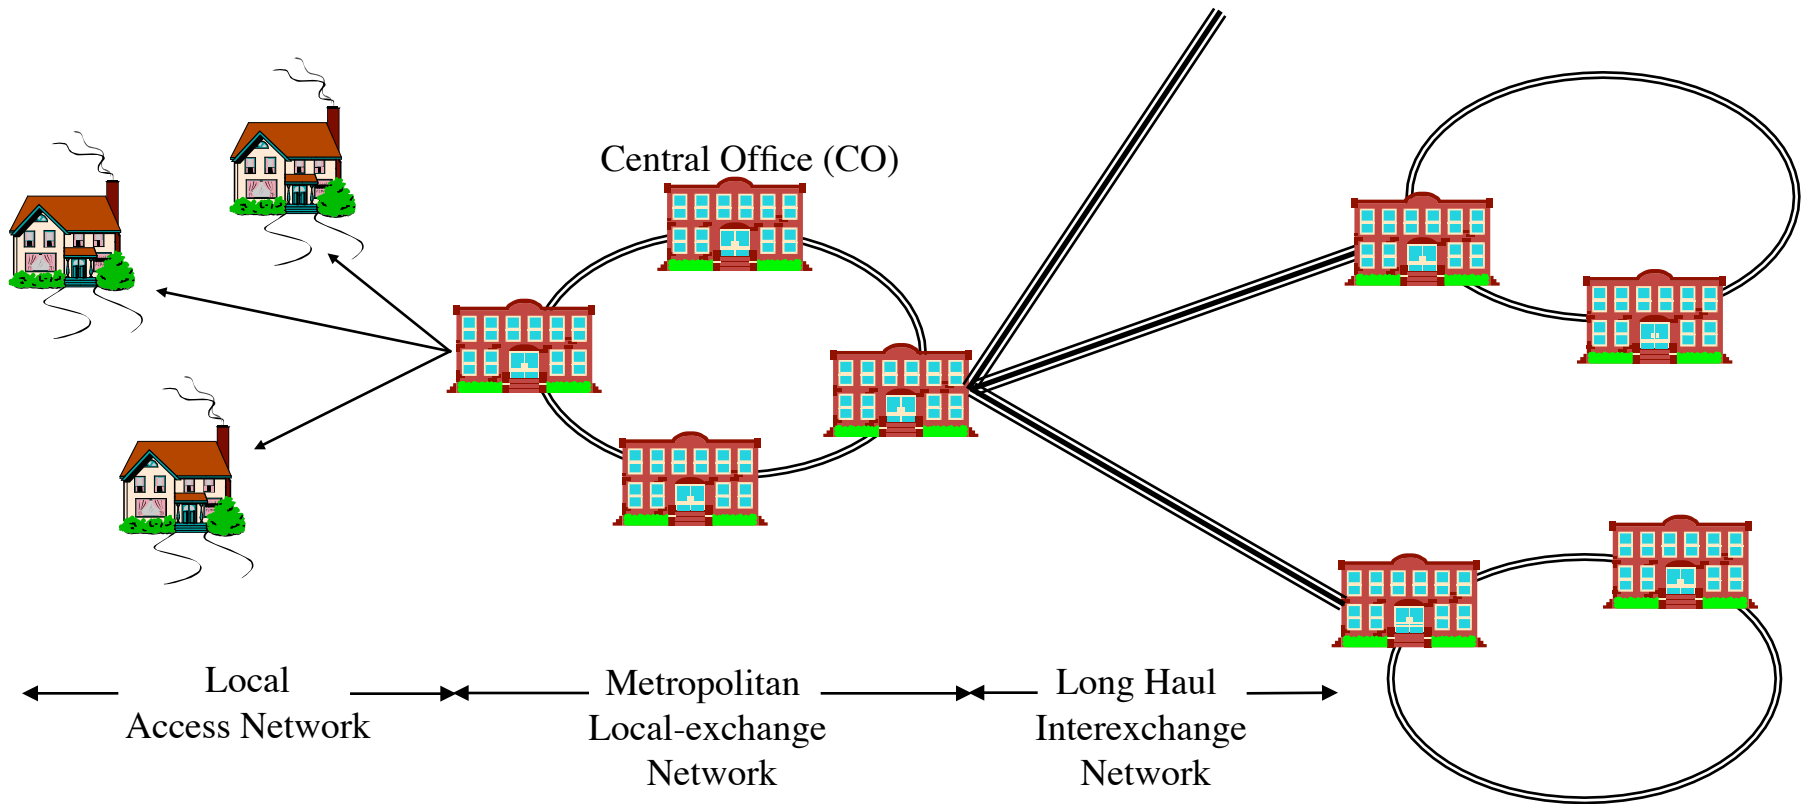 Central Office (CO)
Local
Access Network
Metropolitan
Local-exchange
Network
Long Haul
Interexchange
Network